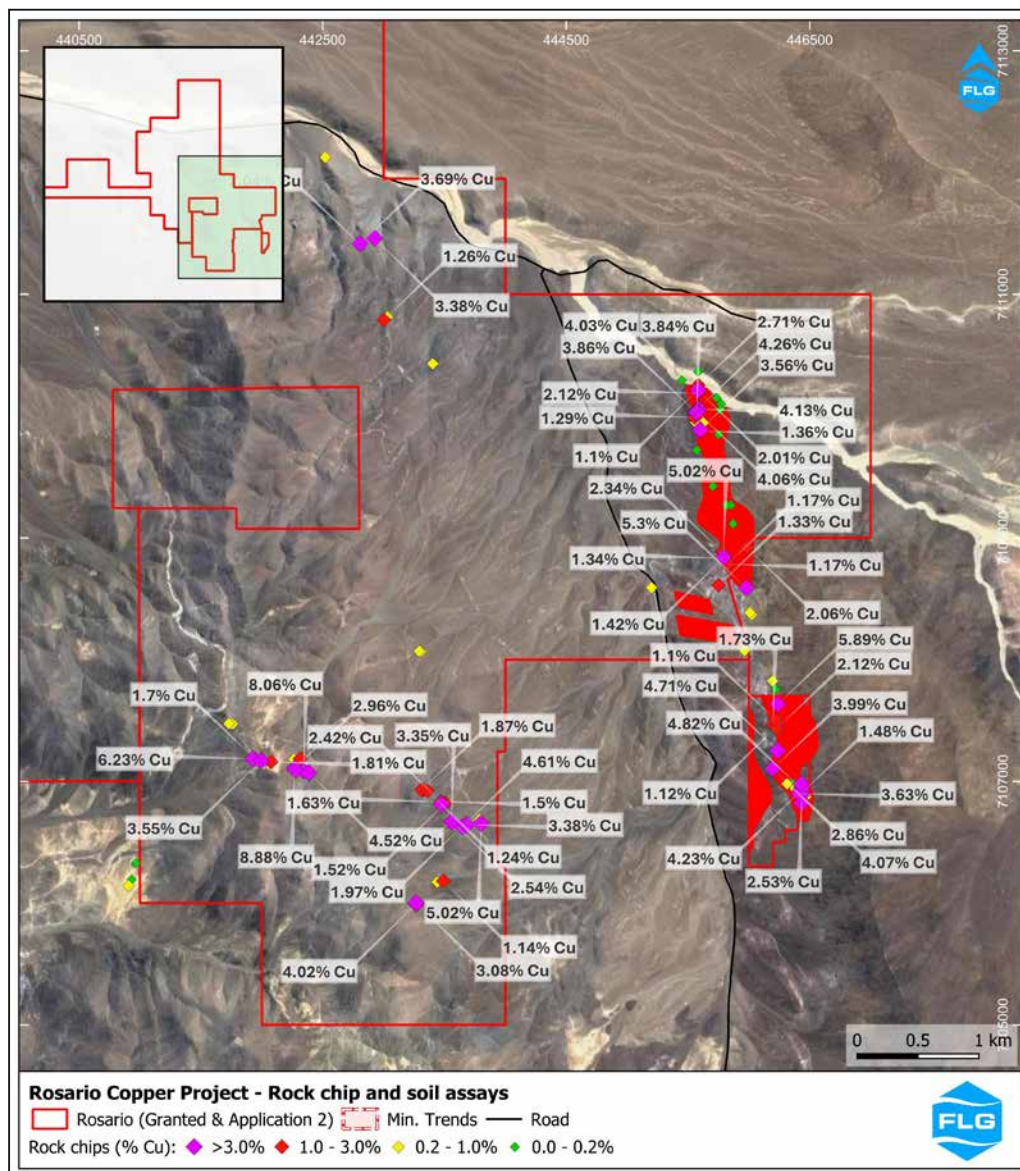 440500
442500
444500
446500
7113000
FLG
Cu
3.69% Cu
1.26% Cu
3.38% Cu
7111000
4.03% Cu
3.84% Cu
2.71% Cu
3.86% Cu
4.26% Cu
3.56% Cu
2.12% Cu
4.13% Cu
1.29% Cu
1.36% Cu
1.1% Cu
5.02% Cu
2.01% Cu
4.06% Cu
2.34% Cu
1.17% Cu
5.3% Cu
1.33% Cu
1.34% Cu
1.17% Cu
1.42% Cu
2.06% Cu
1.73% Cu
5.89% Cu
1.1% Cu
2.12% Cu
8.06% Cu
1.7% Cu
4.71% Cu
2.96% Cu
3.99% Cu
1.87% Cu
2.42% Cu
3.35% Cu
4.82% Cu
1.48% Cu
6.23% Cu
1.81% Cu
4.61% Cu
7107000
1.63% Cu
1.5% Cu
1.12% Cu
3.63% Cu
3.55% Cu
4.52% Cu
3.38% Cu
2.86% Cu
8.88% Cu
1.24% Cu
4.23% Cu
4.07% Cu
1.52% Cu
2.53% Cu
1.97% Cu
2.54% Cu
5.02% Cu
1.14% Cu
4.02% Cu
3.08% Cu
0 0.5 1 km
Rosario Copper Project - Rock chip and soil assays
Rosario (Granted & Application 2) Min. Trends Road
Rock chips (% Cu): >3.0% 1.0 - 3.0% 0.2 - 1.0% 0.0 - 0.2%
FLG